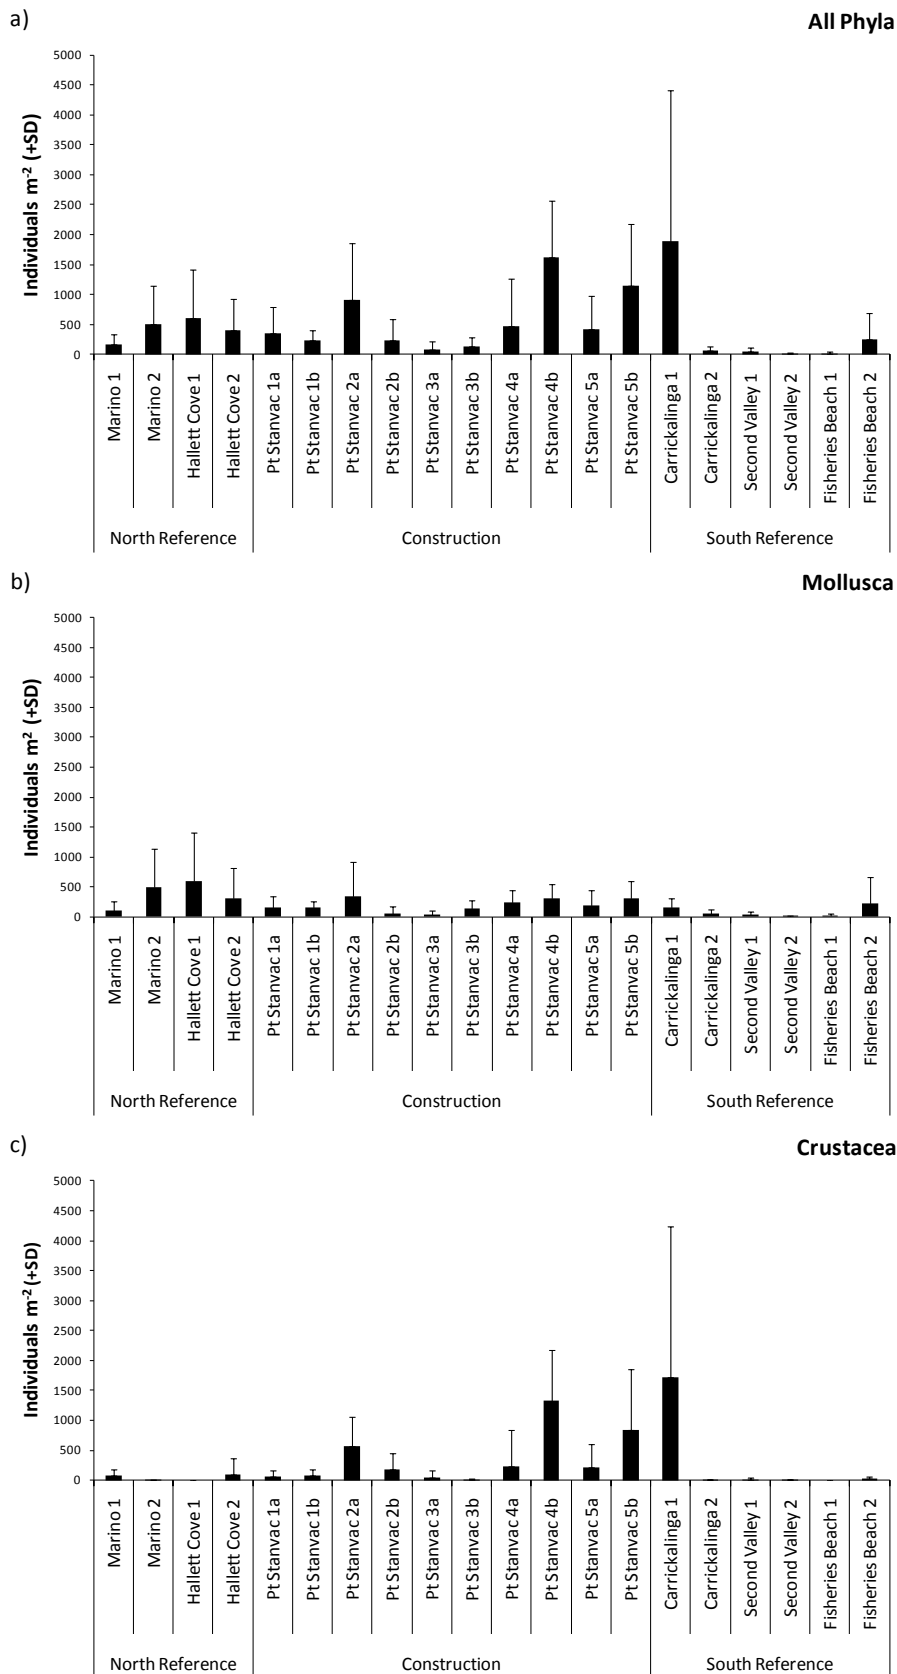 a)
All Phyla
Individuals m⁻² (+SD)
5000
4500
4000
3500
3000
2500
2000
1500
1000
500
0
Marino 1
Marino 2
Hallett Cove 1
Hallett Cove 2
Pt Stanvac 1a
Pt Stanvac 1b
Pt Stanvac 2a
Pt Stanvac 2b
Pt Stanvac 3a
Pt Stanvac 3b
Pt Stanvac 4a
Pt Stanvac 4b
Pt Stanvac 5a
Pt Stanvac 5b
Carrickalinga 1
Carrickalinga 2
Second Valley 1
Second Valley 2
Fisheries Beach 1
Fisheries Beach 2
North Reference
Construction
South Reference
b)
Mollusca
Individuals m² (+SD)
5000
4500
4000
3500
3000
2500
2000
1500
1000
500
0
Marino 1
Marino 2
Hallett Cove 1
Hallett Cove 2
Pt Stanvac 1a
Pt Stanvac 1b
Pt Stanvac 2a
Pt Stanvac 2b
Pt Stanvac 3a
Pt Stanvac 3b
Pt Stanvac 4a
Pt Stanvac 4b
Pt Stanvac 5a
Pt Stanvac 5b
Carrickalinga 1
Carrickalinga 2
Second Valley 1
Second Valley 2
Fisheries Beach 1
Fisheries Beach 2
North Reference
Construction
South Reference
c)
Crustacea
Individuals m⁻² (+SD)
5000
4500
4000
3500
3000
2500
2000
1500
1000
500
0
Marino 1
Marino 2
Hallett Cove 1
Hallett Cove 2
Pt Stanvac 1a
Pt Stanvac 1b
Pt Stanvac 2a
Pt Stanvac 2b
Pt Stanvac 3a
Pt Stanvac 3b
Pt Stanvac 4a
Pt Stanvac 4b
Pt Stanvac 5a
Pt Stanvac 5b
Carrickalinga 1
Carrickalinga 2
Second Valley 1
Second Valley 2
Fisheries Beach 1
Fisheries Beach 2
North Reference
Construction
South Reference